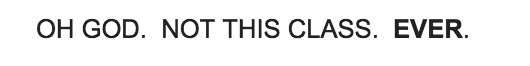 OH GOD.  NOT THIS CLASS.  EVER.